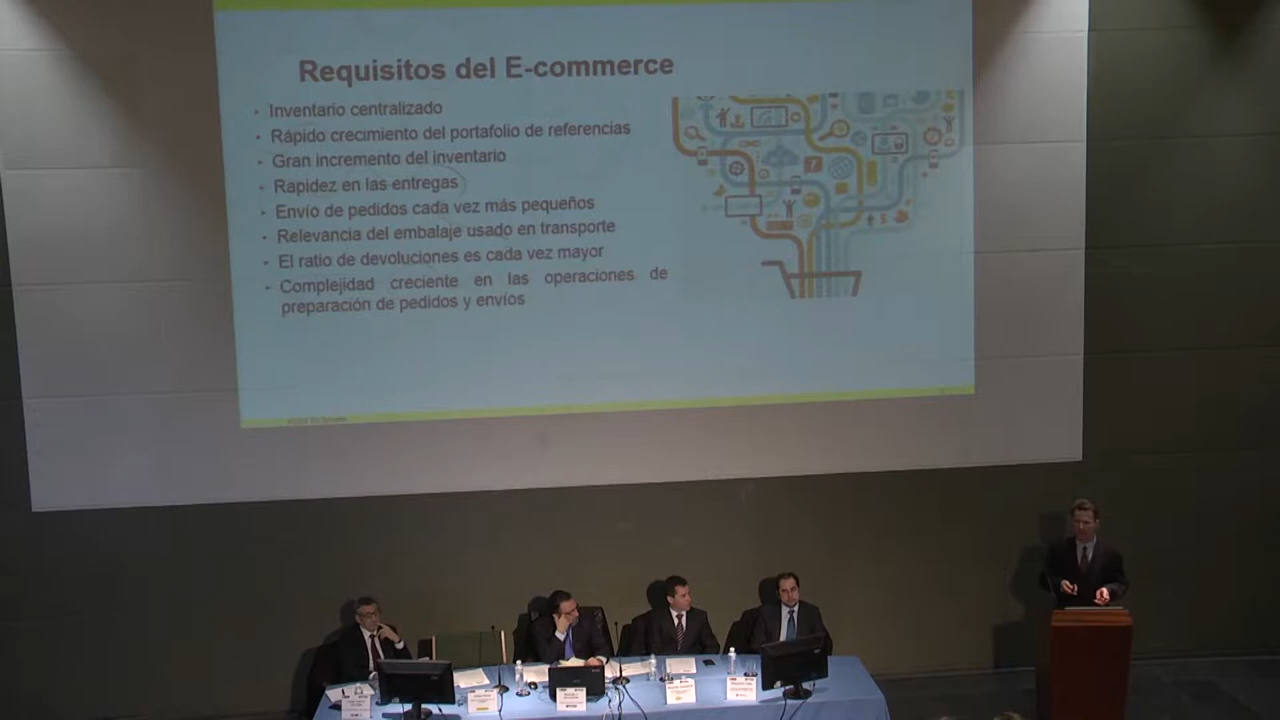 Requisitos del E-commerce
• Inventario centralizado
• Rápido crecimiento del portafolio de referencias
• Gran incremento del inventario
• Rapidez en las entregas
• Envío de pedidos cada vez más pequeños
• Relevancia del embalaje usado en transporte
• El ratio de devoluciones es cada vez mayor
• Complejidad creciente en las operaciones de
preparación de pedidos y envíos